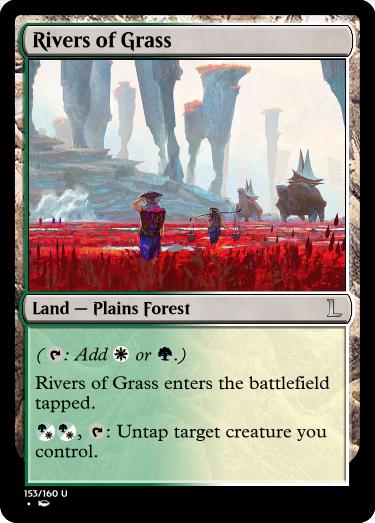 Rivers of Grass
Land — Plains Forest
L
( : Add or .)
Rivers of Grass enters the battlefield
tapped.
, : Untap target creature you
control.
153/160 U